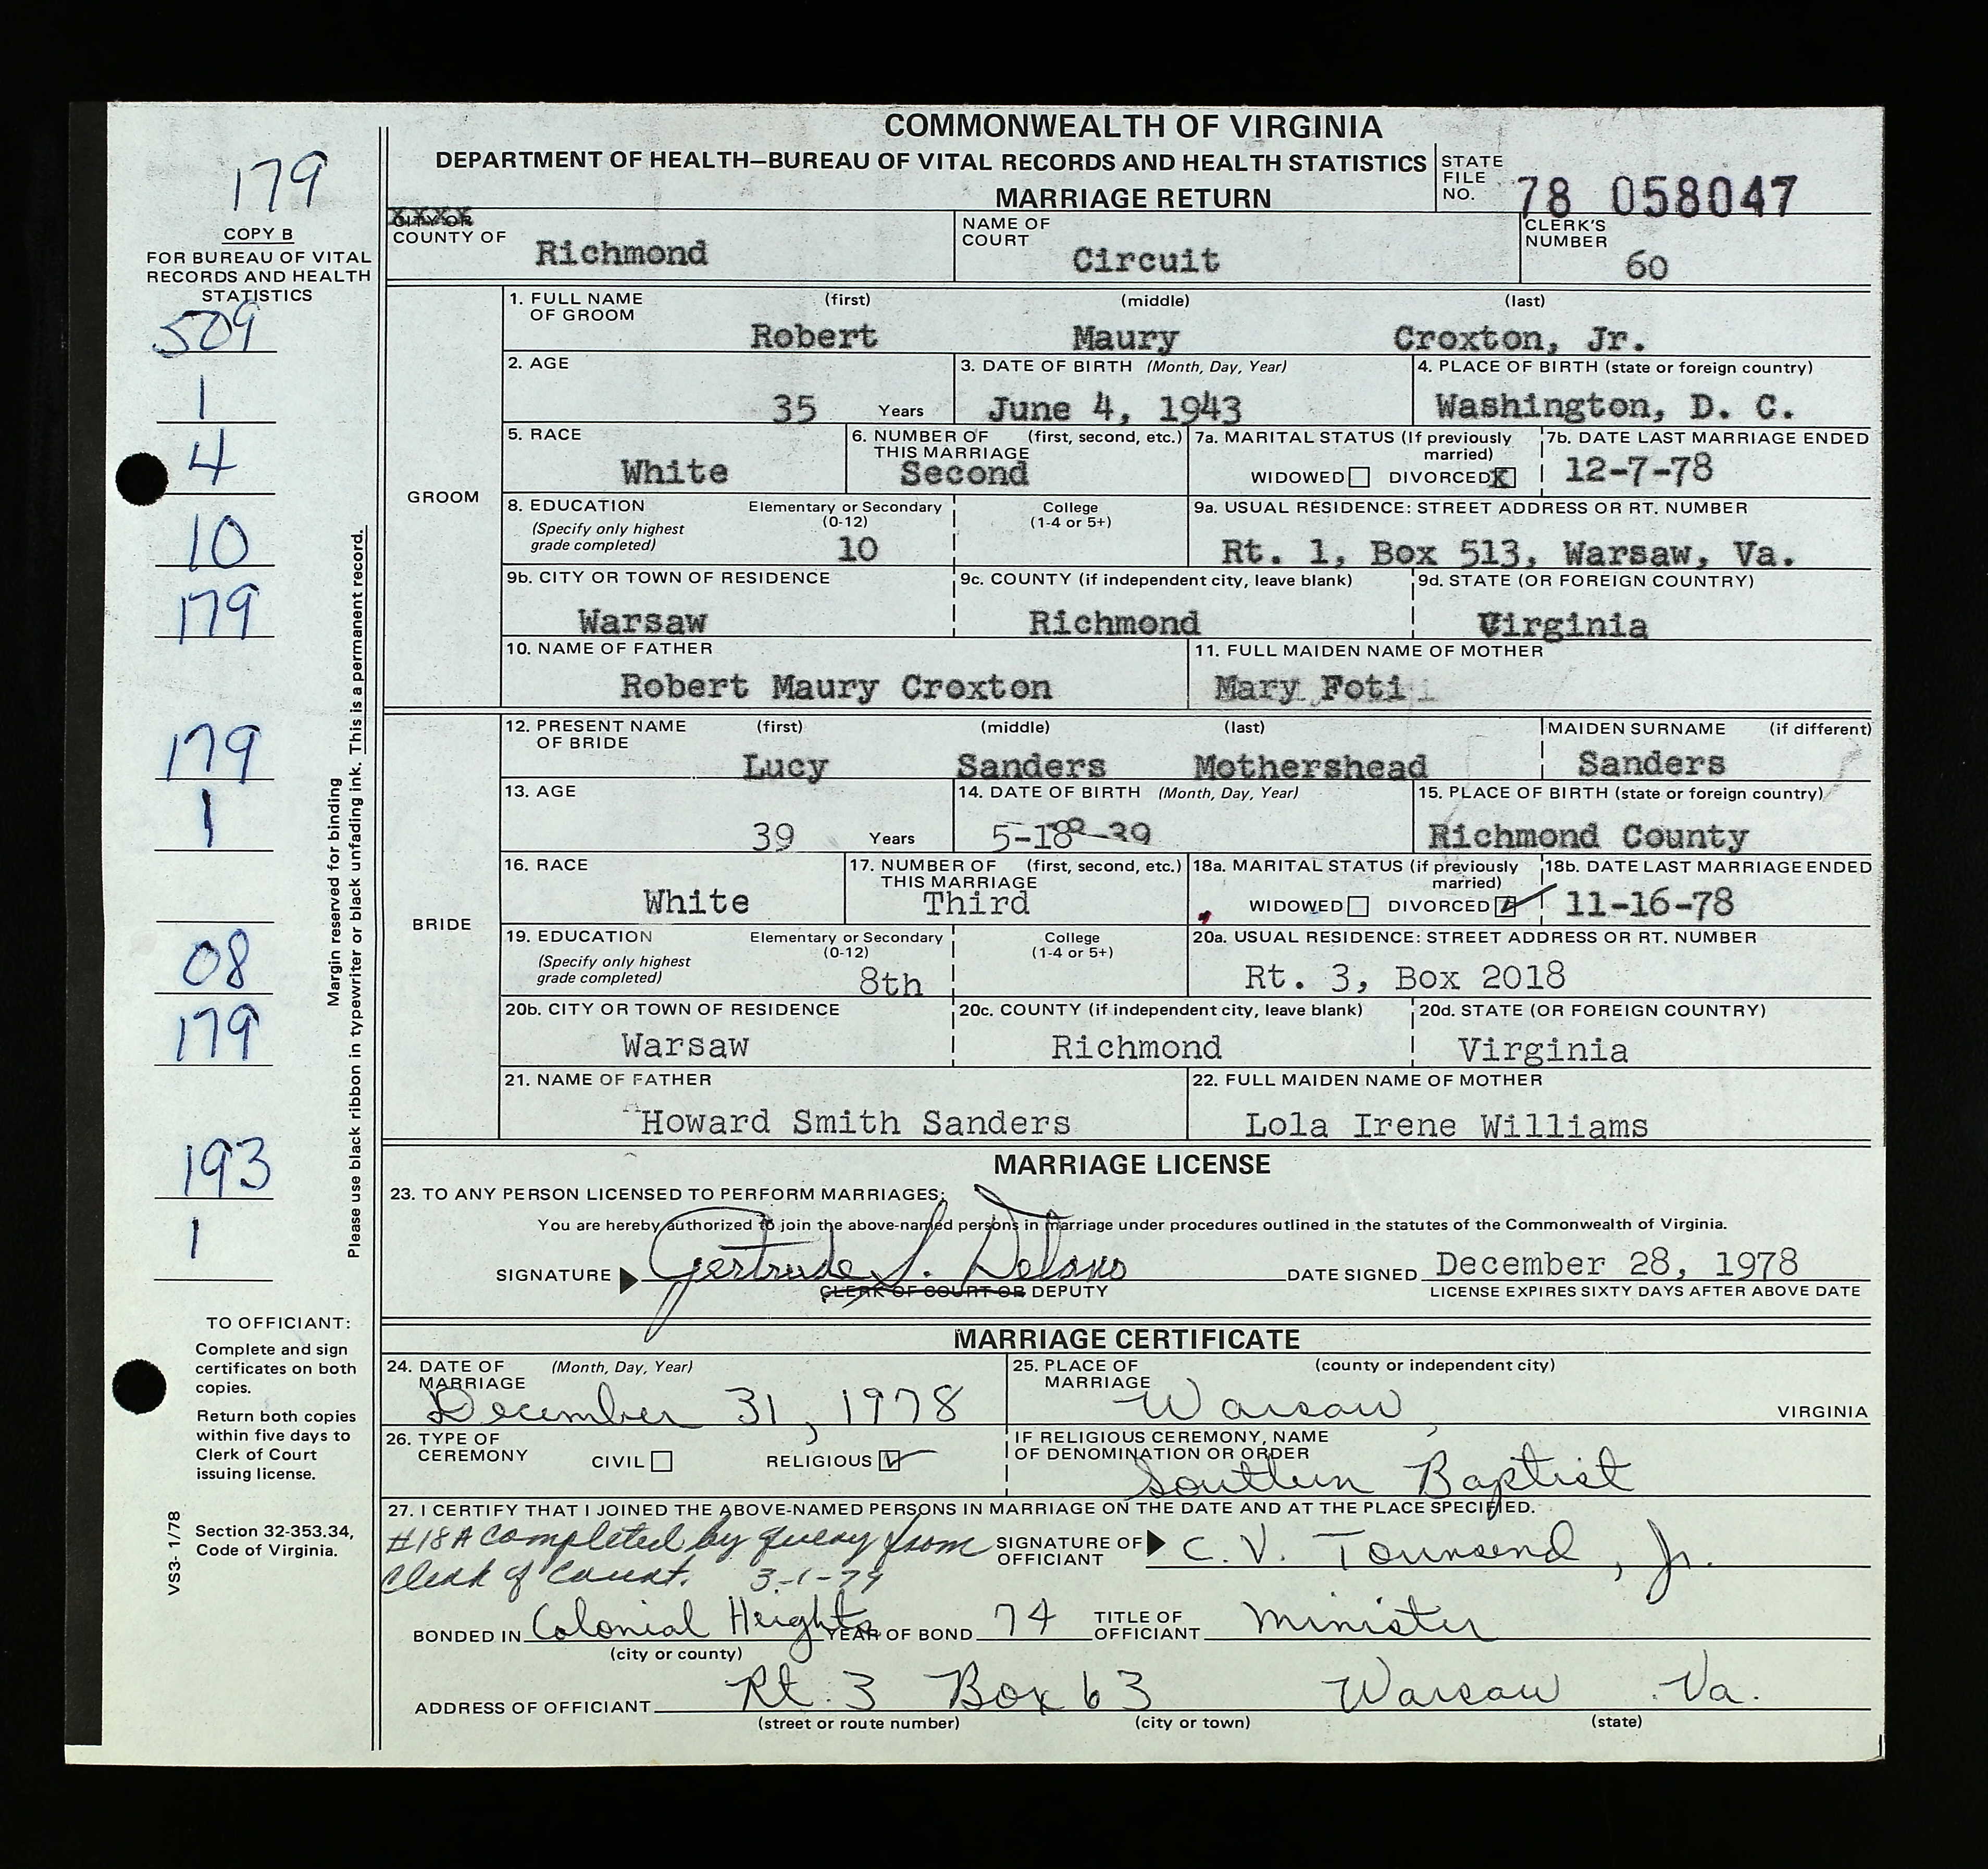 COMMONWEALTH OF VIRGINIA
DEPARTMENT OF HEALTH—BUREAU OF VITAL RECORDS AND HEALTH STATISTICS
MARRIAGE RETURN
STATE FILE NO. 78 058047
179
COPY B
FOR BUREAU OF VITAL
RECORDS AND HEALTH
STATISTICS
509
1
4
10
179
179
1
08
179
193
1
Margin reserved for binding
Please use black ribbon in typewriter or black unfading ink. This is a permanent record.
TO OFFICIANT:
Complete and sign
certificates on both
copies.
Return both copies
within five days to
Clerk of Court
issuing license.
Section 32-353.34,
Code of Virginia.
VS3- 1/78
CITY OR
COUNTY OF Richmond
NAME OF COURT Circuit
CLERK'S NUMBER 60
GROOM
1. FULL NAME OF GROOM (first) (middle) (last)
Robert Maury Croxton, Jr.
2. AGE 35 Years
3. DATE OF BIRTH (Month, Day, Year) June 4, 1943
4. PLACE OF BIRTH (state or foreign country) Washington, D. C.
5. RACE White
6. NUMBER OF THIS MARRIAGE (first, second, etc.) Second
7a. MARITAL STATUS (If previously married) WIDOWED DIVORCED X
7b. DATE LAST MARRIAGE ENDED 12-7-78
8. EDUCATION (Specify only highest grade completed) Elementary or Secondary (0-12) 10 College (1-4 or 5+)
9a. USUAL RESIDENCE: STREET ADDRESS OR RT. NUMBER Rt. 1, Box 513, Warsaw, Va.
9b. CITY OR TOWN OF RESIDENCE Warsaw
9c. COUNTY (if independent city, leave blank) Richmond
9d. STATE (OR FOREIGN COUNTRY) Virginia
10. NAME OF FATHER Robert Maury Croxton
11. FULL MAIDEN NAME OF MOTHER Mary Foti
BRIDE
12. PRESENT NAME OF BRIDE (first) (middle) (last) MAIDEN SURNAME (if different)
Lucy Sanders Mothershead Sanders
13. AGE 39 Years
14. DATE OF BIRTH (Month, Day, Year) 5-18-39
15. PLACE OF BIRTH (state or foreign country) Richmond County
16. RACE White
17. NUMBER OF THIS MARRIAGE (first, second, etc.) Third
18a. MARITAL STATUS (if previously married) WIDOWED DIVORCED
18b. DATE LAST MARRIAGE ENDED 11-16-78
19. EDUCATION (Specify only highest grade completed) Elementary or Secondary (0-12) 8th College (1-4 or 5+)
20a. USUAL RESIDENCE: STREET ADDRESS OR RT. NUMBER Rt. 3, Box 2018
20b. CITY OR TOWN OF RESIDENCE Warsaw
20c. COUNTY (if independent city, leave blank) Richmond
20d. STATE (OR FOREIGN COUNTRY) Virginia
21. NAME OF FATHER Howard Smith Sanders
22. FULL MAIDEN NAME OF MOTHER Lola Irene Williams
MARRIAGE LICENSE
23. TO ANY PERSON LICENSED TO PERFORM MARRIAGES:
You are hereby authorized to join the above-named persons in marriage under procedures outlined in the statutes of the Commonwealth of Virginia.
SIGNATURE Gertrude S. Delano DATE SIGNED December 28, 1978
CLERK OF COURT OR DEPUTY LICENSE EXPIRES SIXTY DAYS AFTER ABOVE DATE
MARRIAGE CERTIFICATE
24. DATE OF MARRIAGE (Month, Day, Year) December 31, 1978
25. PLACE OF MARRIAGE (county or independent city) Warsaw, VIRGINIA
26. TYPE OF CEREMONY CIVIL RELIGIOUS
IF RELIGIOUS CEREMONY, NAME OF DENOMINATION OR ORDER Southern Baptist
27. I CERTIFY THAT I JOINED THE ABOVE-NAMED PERSONS IN MARRIAGE ON THE DATE AND AT THE PLACE SPECIFIED.
#18A completed by query from
Clerk of Court. 3-1-79
SIGNATURE OF OFFICIANT C. V. Townsend, Jr.
BONDED IN Colonial Heights YEAR OF BOND 74 TITLE OF OFFICIANT Minister
(city or county)
ADDRESS OF OFFICIANT Rt. 3 Box 63 Warsaw Va.
(street or route number) (city or town) (state)